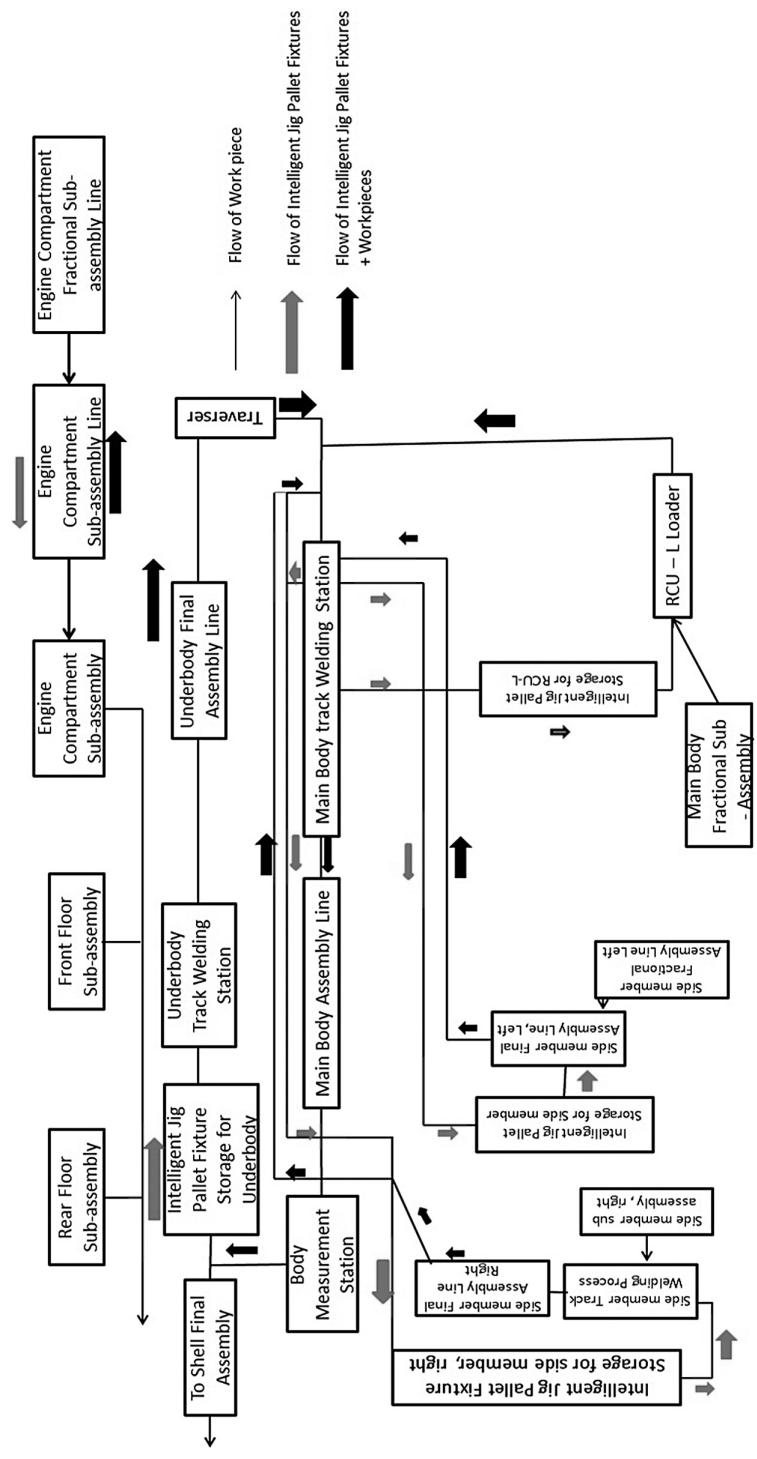 Engine Compartment
Fractional Sub-
assembly Line
Engine
Compartment
Sub-assembly Line
Engine
Compartment
Sub-assembly
Front Floor
Sub-assembly
Rear Floor
Sub-assembly
Flow of Work piece
Flow of Intelligent Jig Pallet Fixtures
Flow of Intelligent Jig Pallet Fixtures
+ Workpieces
Traverser
Underbody Final
Assembly Line
Underbody
Track Welding
Station
Intelligent Jig
Pallet Fixture
Storage for
Underbody
To Shell Final
Assembly
Main Body track Welding Station
Main Body Assembly Line
Body
Measurement
Station
RCU – L Loader
Intelligent Jig Pallet
Storage for RCU-L
Main Body
Fractional Sub
- Assembly
Side member
Fractional
Assembly Line Left
Side member Final
Assembly Line, Left
Intelligent Jig Pallet
Storage for Side member
Side member sub
assembly, right
Side member Track
Welding Process
Side member Final
Assembly Line
Right
Intelligent Jig Pallet Fixture
Storage for side member, right